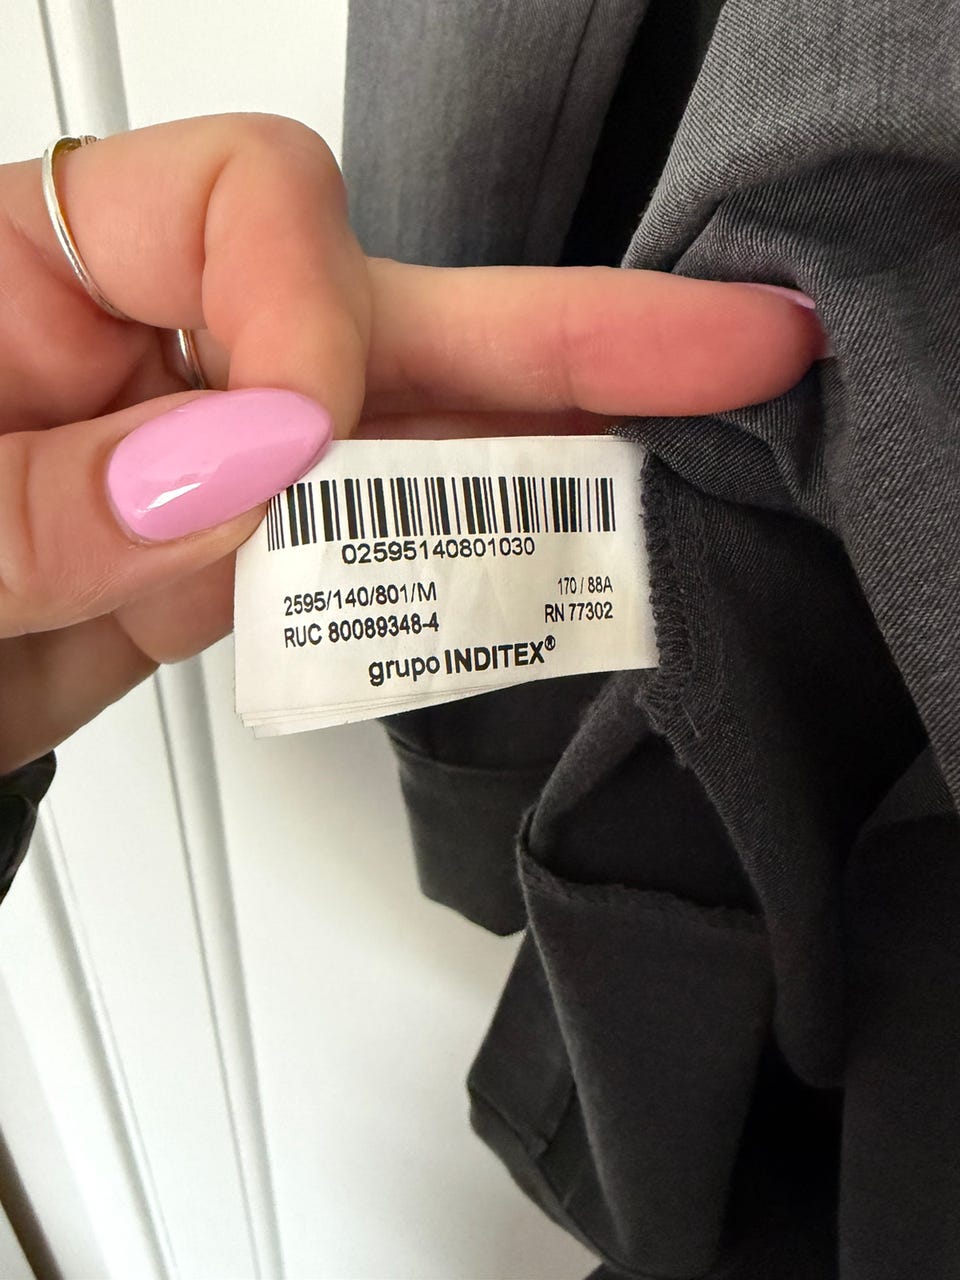 02595140801030
2595/140/801/M
170 / 88A
RUC 80089348-4
RN 77302
grupo INDITEX®